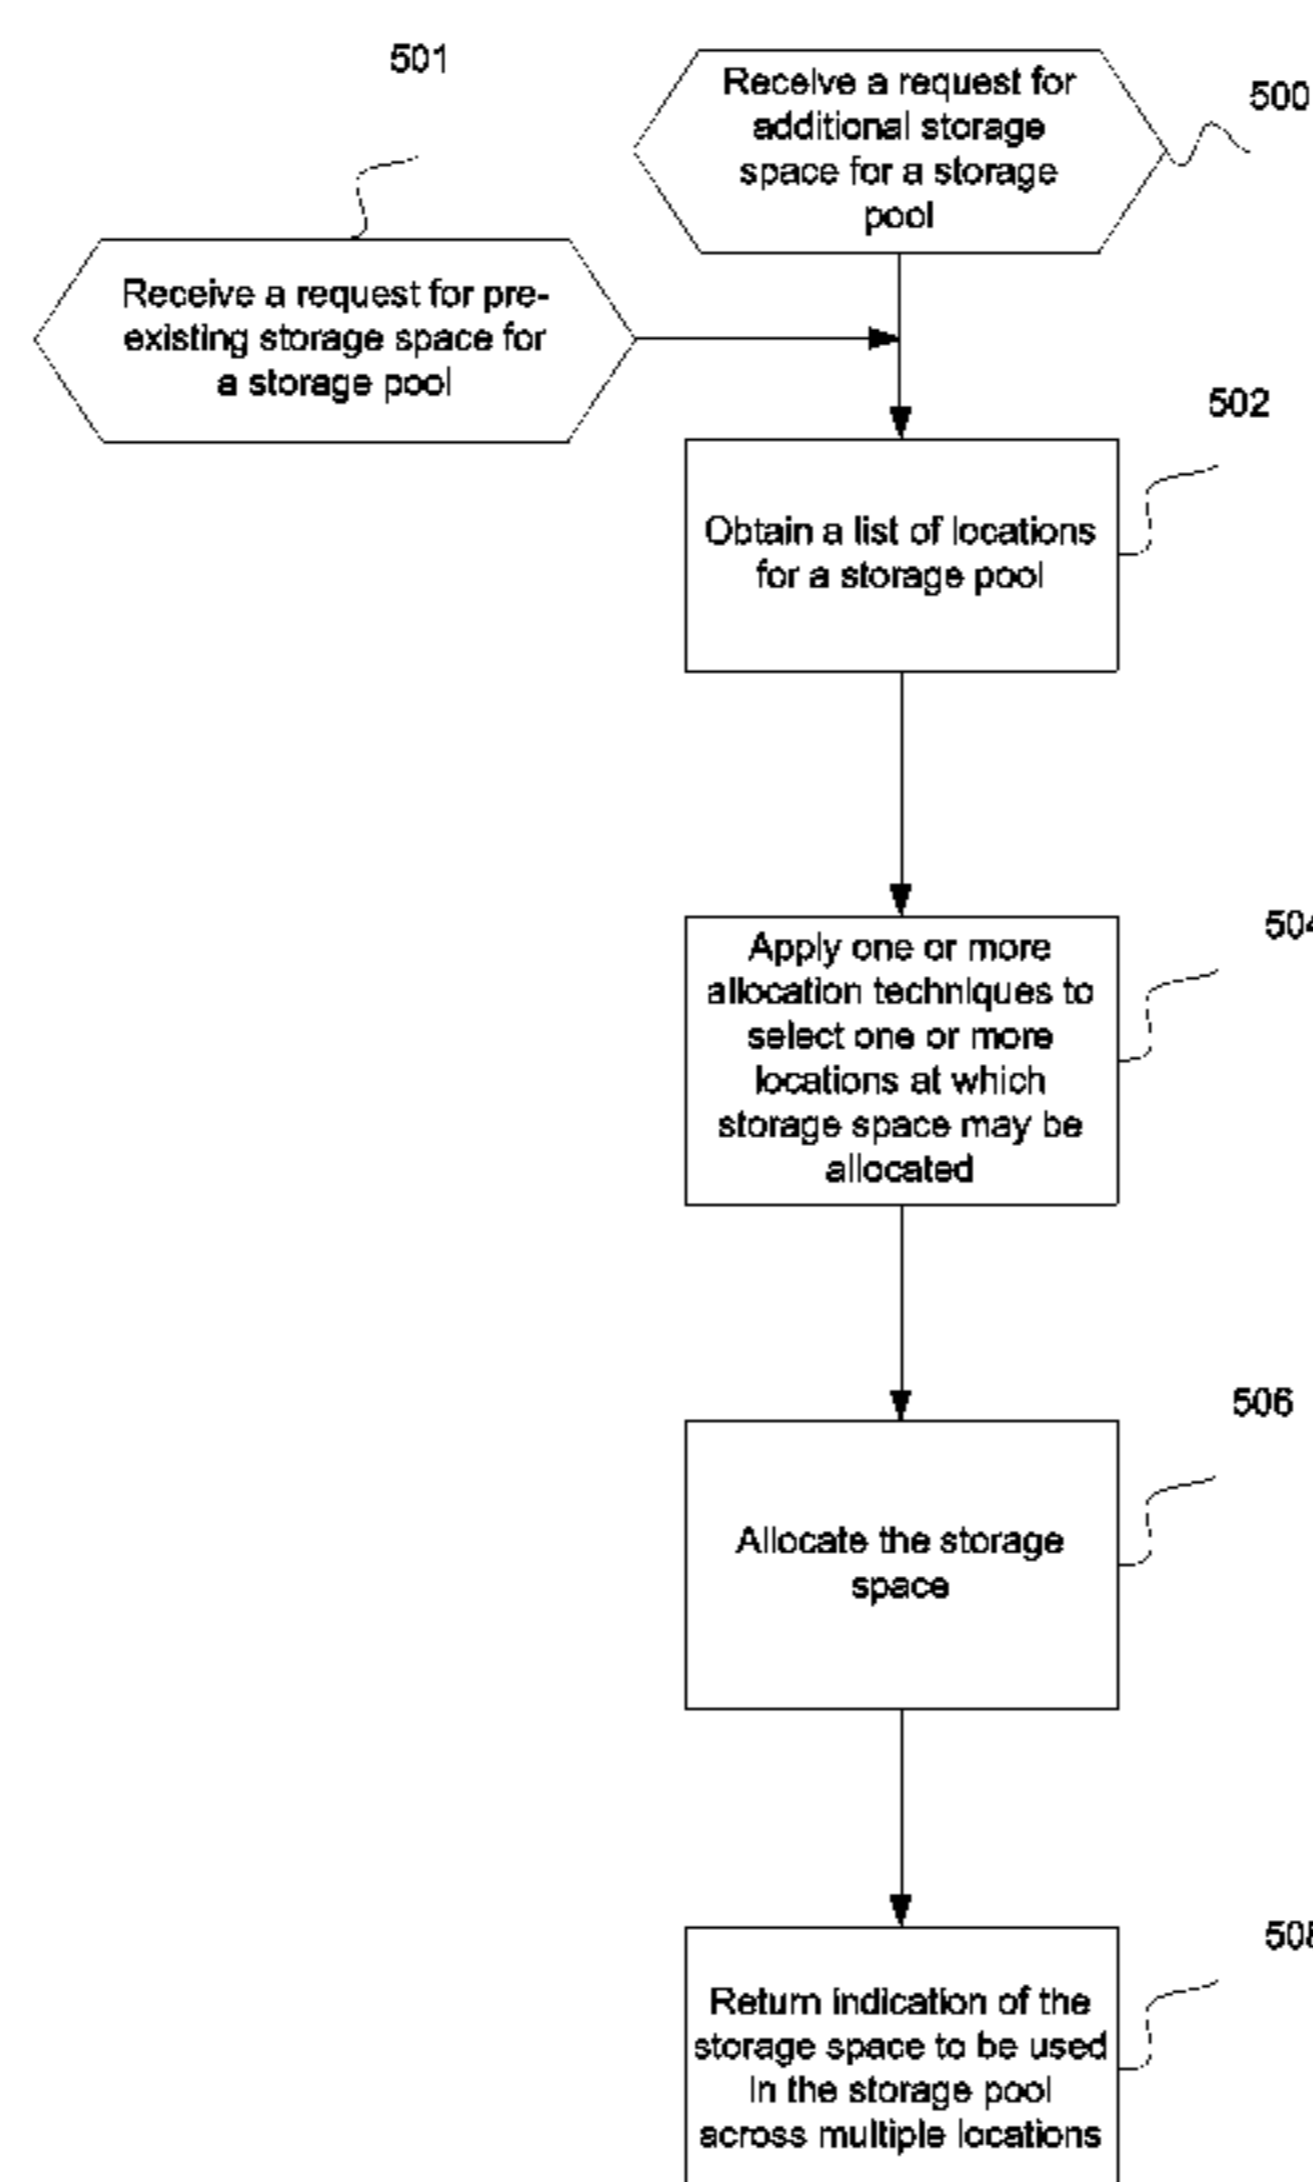 501
Receive a request for
additional storage
space for a storage
pool
500
Receive a request for pre-
existing storage space for
a storage pool
502
Obtain a list of locations
for a storage pool
504
Apply one or more
allocation techniques to
select one or more
locations at which
storage space may be
allocated
506
Allocate the storage
space
508
Return indication of the
storage space to be used
in the storage pool
across multiple locations